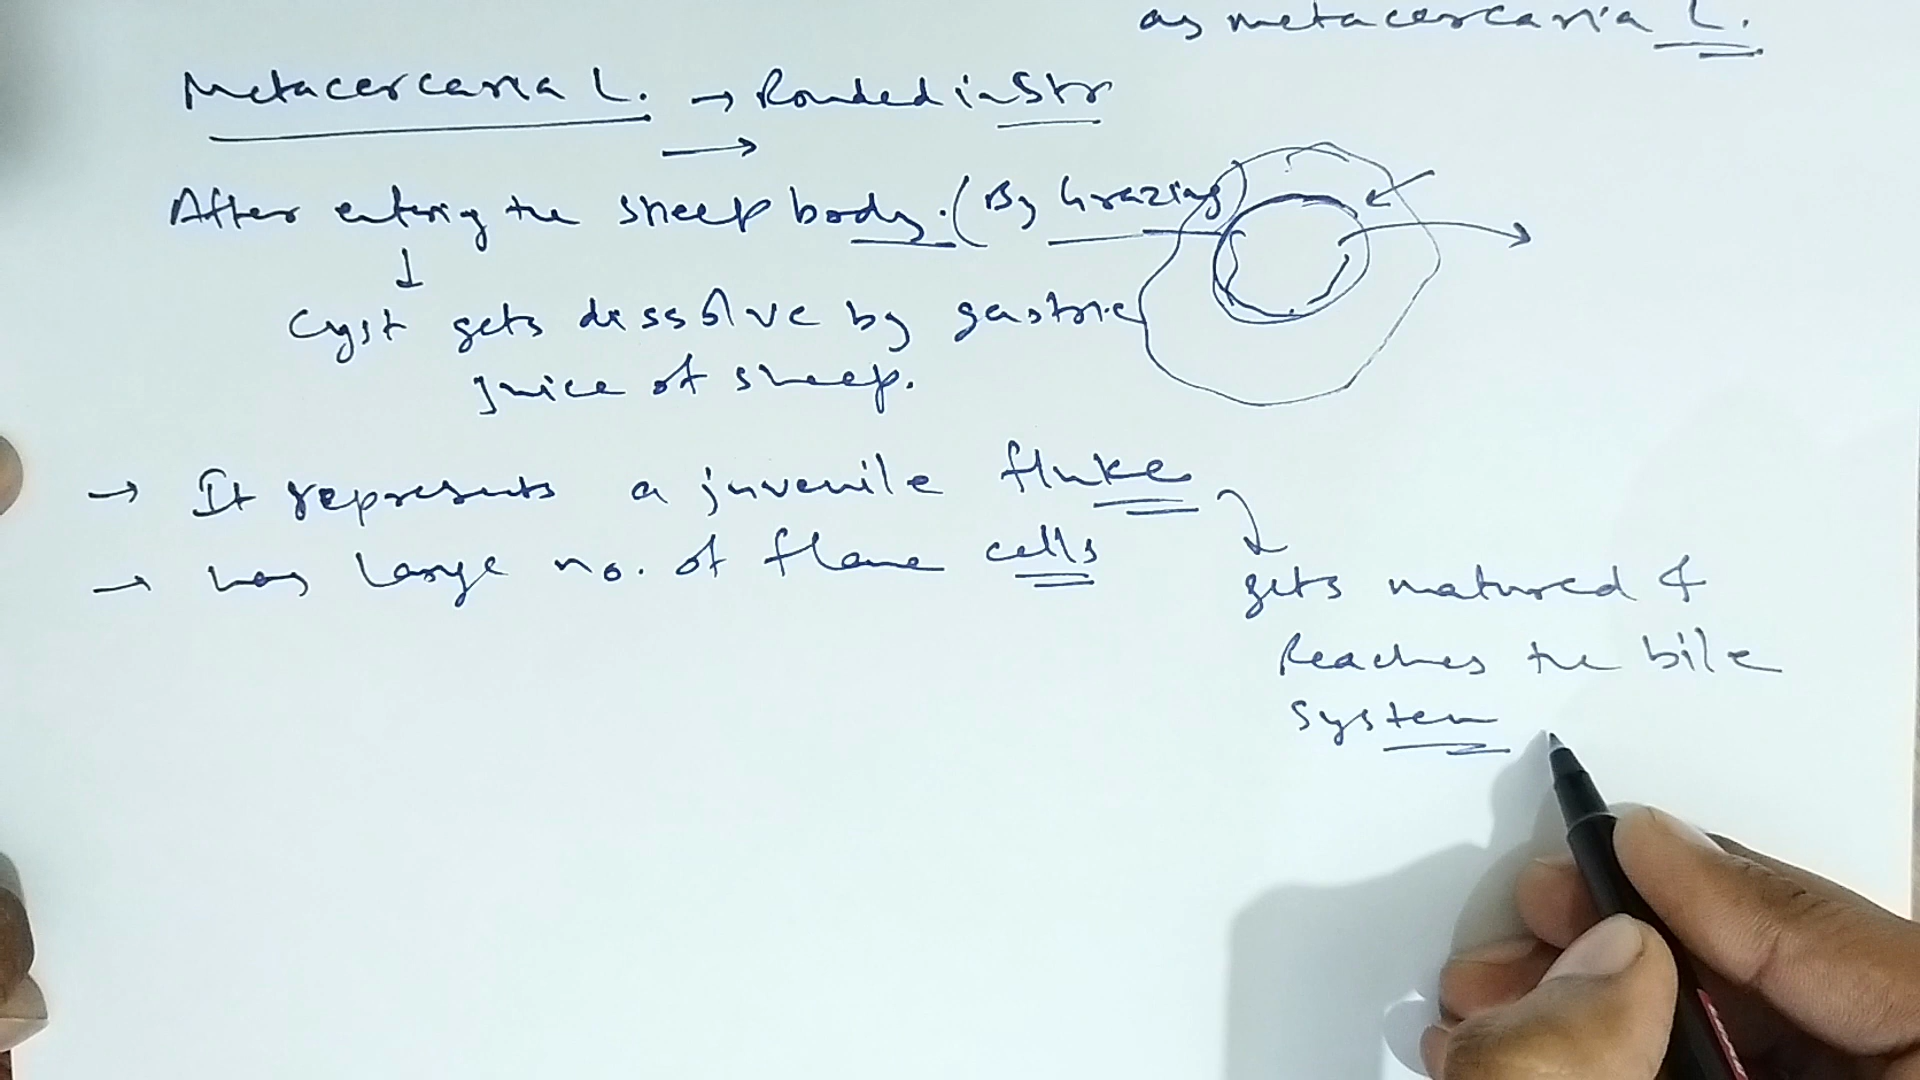 as metacercaria L.
Metacercaria L. → Rounded in Str
After entering the sheep body. (By Grazing)
↓
Cyst gets dissolve by gastric
juice of sheep.
→ It represents a juvenile fluke
→ has large no. of flame cells
gets matured &
Reaches the bile
system